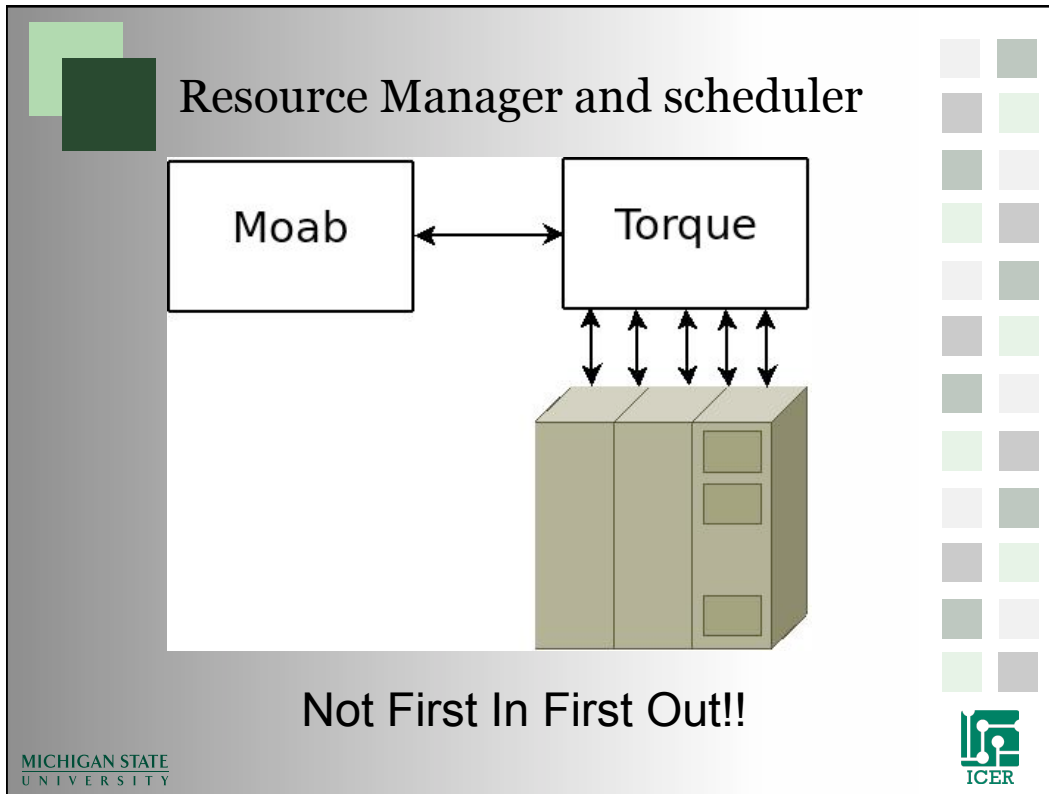 Resource Manager and scheduler
Moab
Torque
Not First In First Out!!
MICHIGAN STATE
UNIVERSITY
ICER